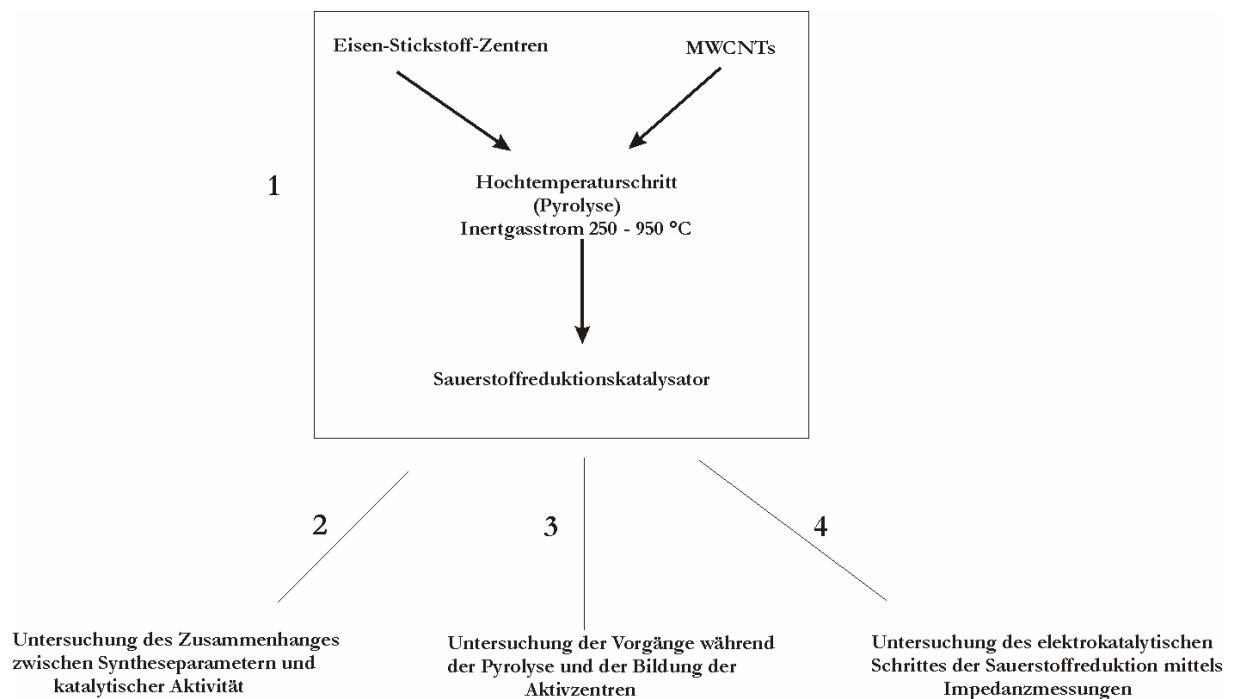 Eisen-Stickstoff-Zentren
MWCNTs
1
Hochtemperaturschritt
(Pyrolyse)
Inertgasstrom 250 - 950 °C
Sauerstoffreduktionskatalysator
2
3
4
Untersuchung des Zusammenhanges
zwischen Syntheseparametern und
katalytischer Aktivität
Untersuchung der Vorgänge während
der Pyrolyse und der Bildung der
Aktivzentren
Untersuchung des elektrokatalytischen
Schrittes der Sauerstoffreduktion mittels
Impedanzmessungen